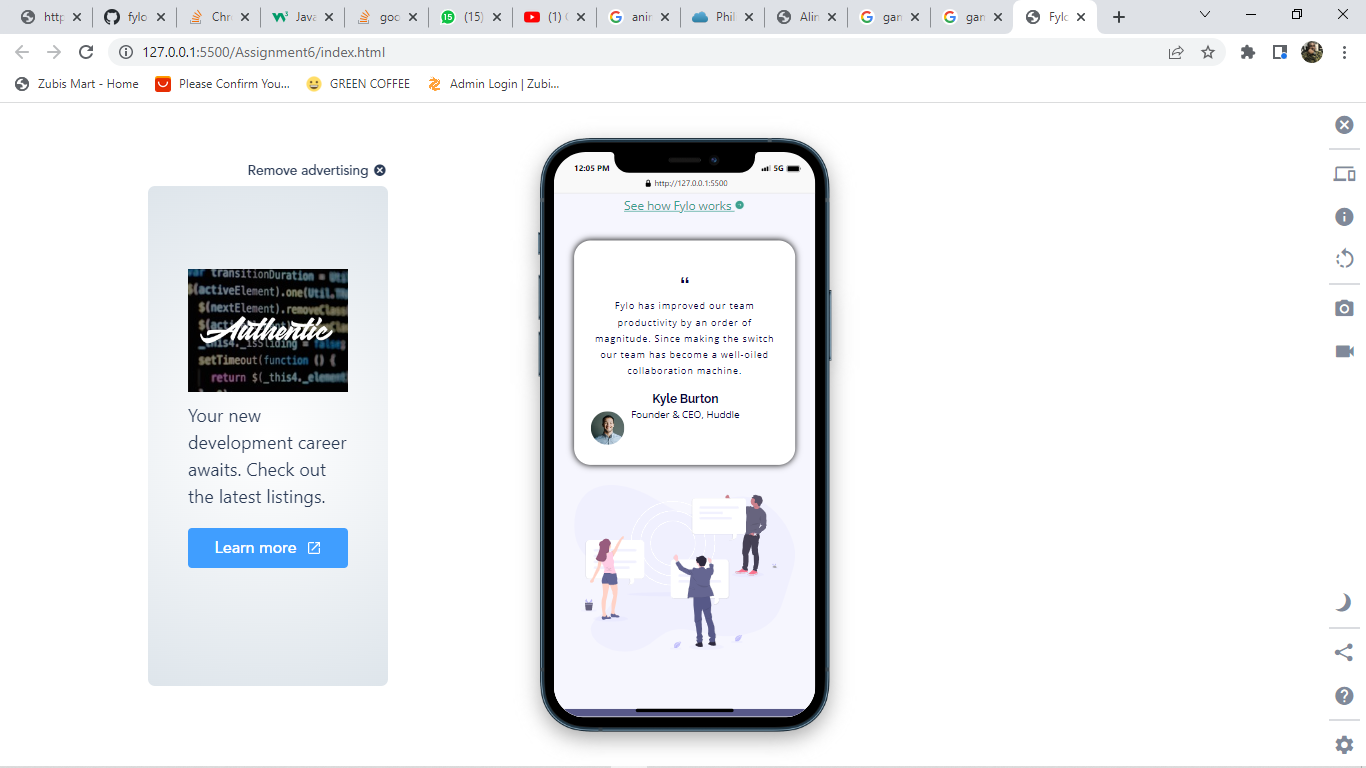 http
fylo
Chr
Java
goo
(15)
(1)
anir
Phil
Alin
gar
gar
Fylo
127.0.0.1:5500/Assignment6/index.html
Zubis Mart - Home
Please Confirm You...
GREEN COFFEE
Admin Login | Zubi...
Remove advertising
var transitionDuration = Util.TR
$(activeElement).one(Util.TR
$(nextElement).removeClass
Authentic
_this4._isSliding = false;
setTimeout(function () {
return $(_this4._element
Your new
development career
awaits. Check out
the latest listings.
Learn more
12:05 PM
5G
http://127.0.0.1:5500
See how Fylo works
“
Fylo has improved our team
productivity by an order of
magnitude. Since making the switch
our team has become a well-oiled
collaboration machine.
Kyle Burton
Founder & CEO, Huddle